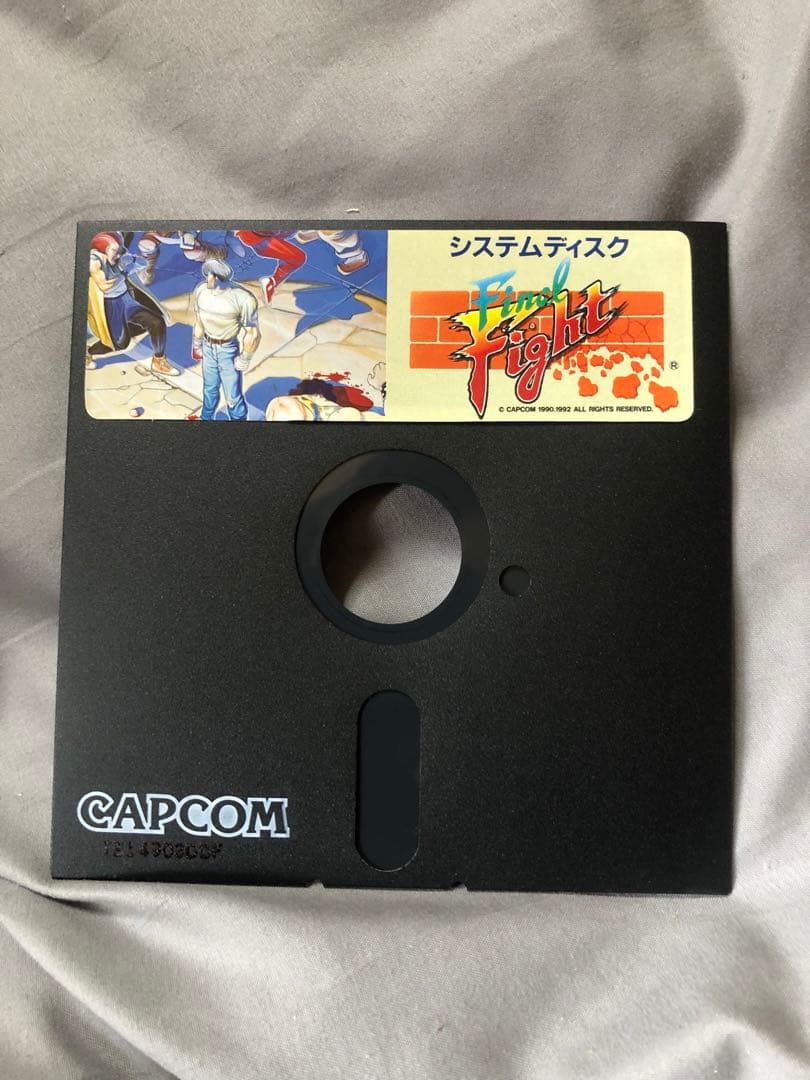 システムディスク
Final
Fight
®
© CAPCOM 1990.1992 ALL RIGHTS RESERVED.
CAPCOM